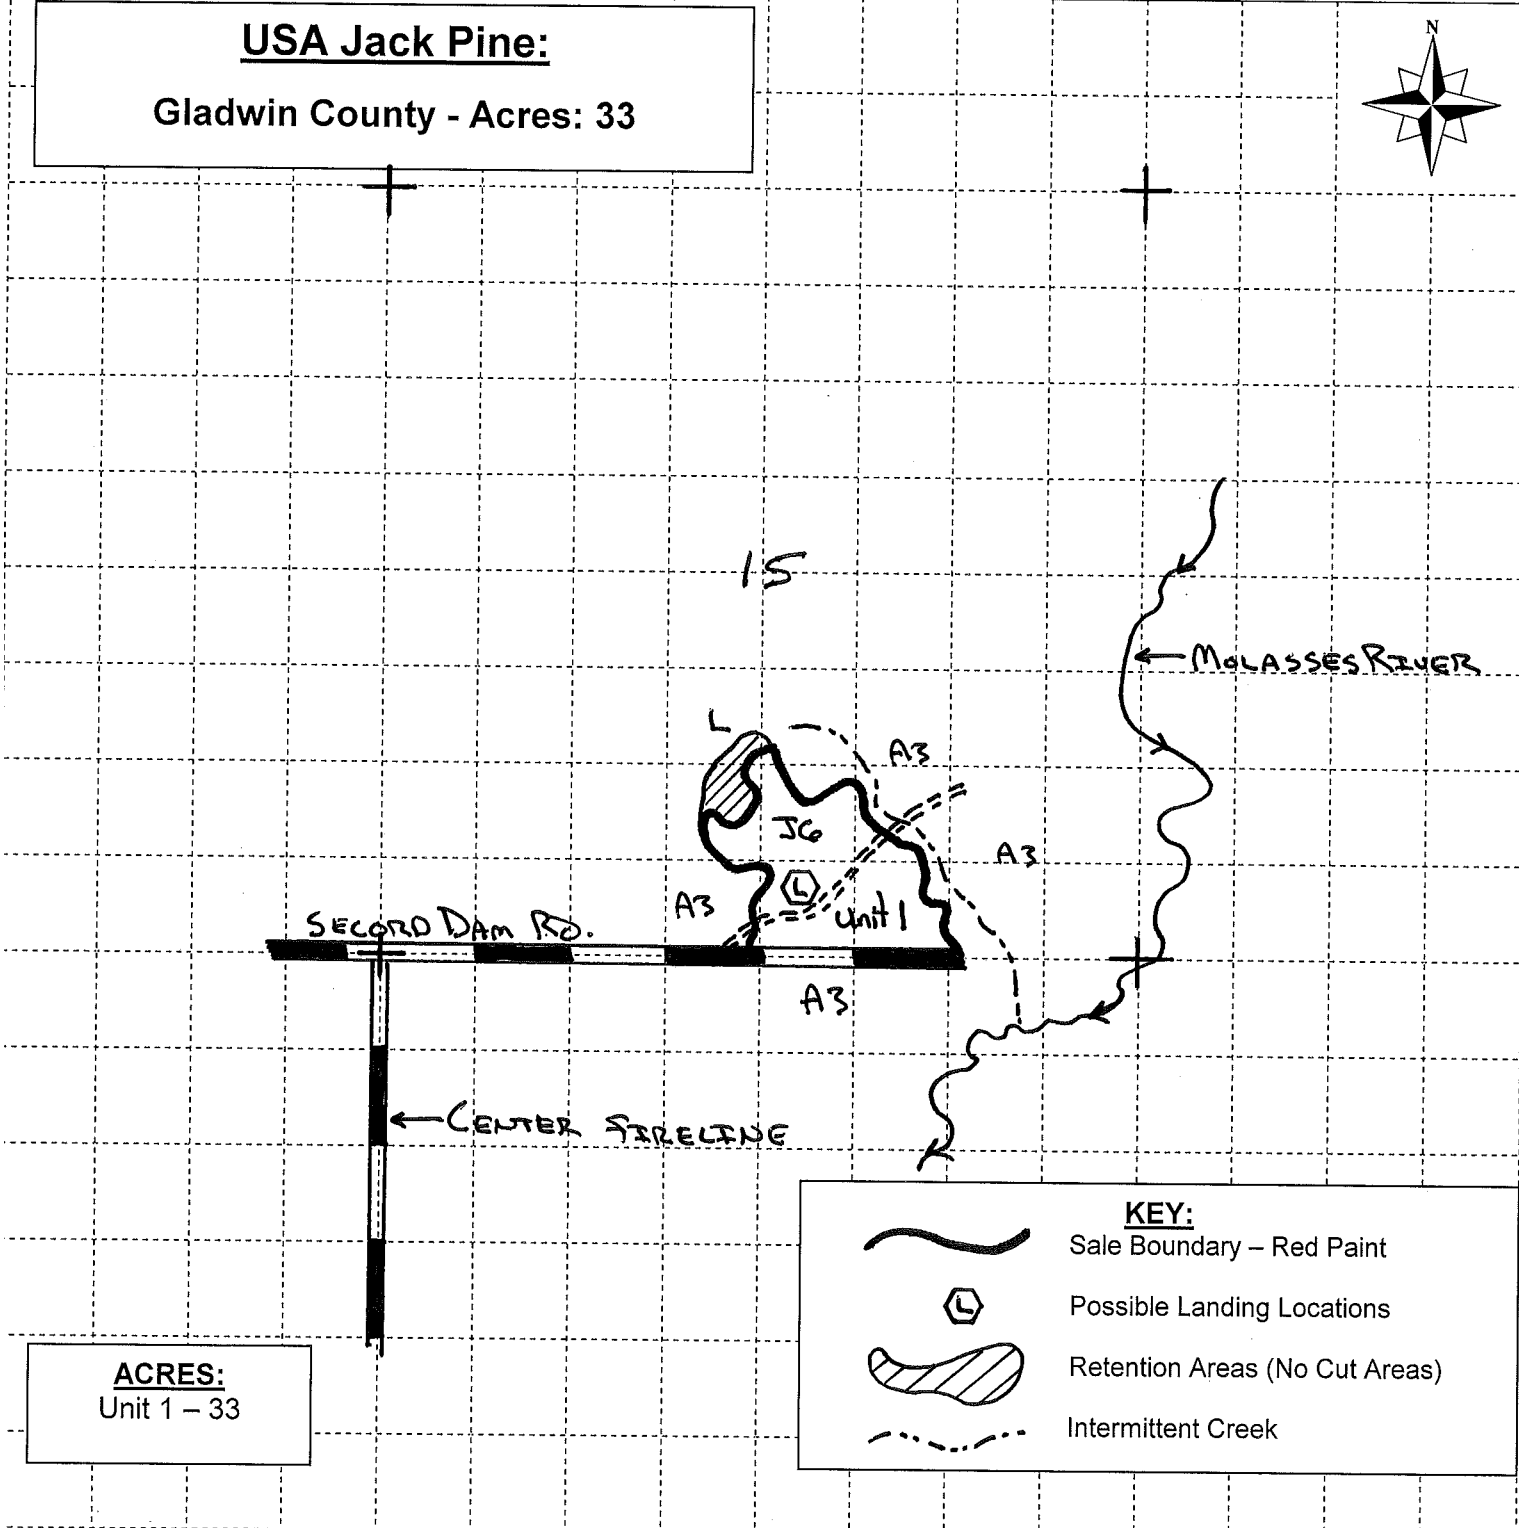 USA Jack Pine:
Gladwin County - Acres: 33
N
15
MOLASSES RIVER
L
A3
J6
A3
L
A3
Unit 1
SECORD DAM RD.
A3
CENTER FIRELINE
KEY:
Sale Boundary – Red Paint
L
Possible Landing Locations
Retention Areas (No Cut Areas)
Intermittent Creek
ACRES:
Unit 1 – 33